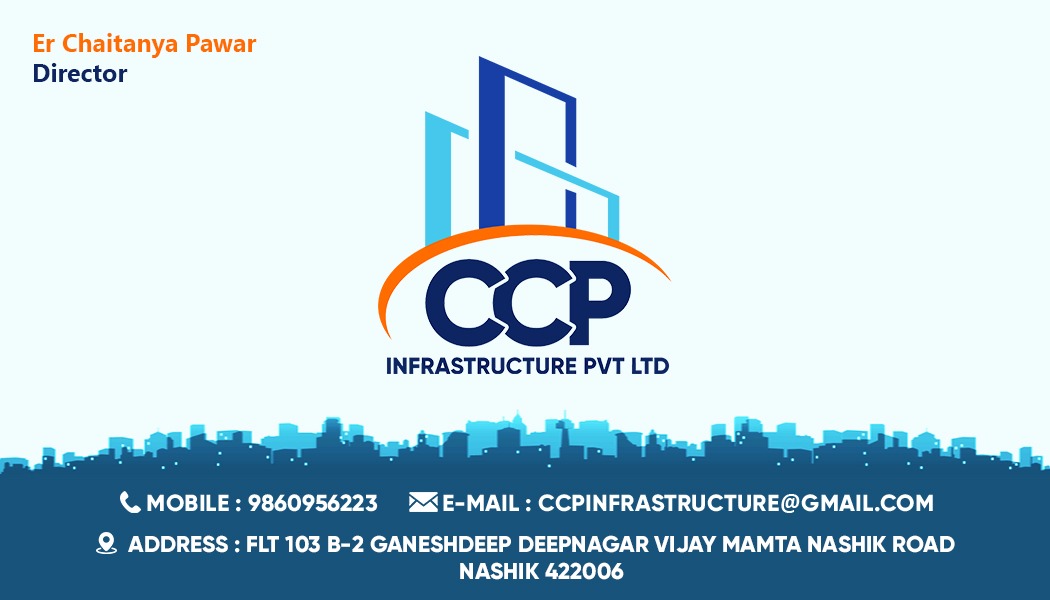 Er Chaitanya Pawar
Director
CCP
INFRASTRUCTURE PVT LTD
MOBILE : 9860956223 E-MAIL : CCPINFRASTRUCTURE@GMAIL.COM
ADDRESS : FLT 103 B-2 GANESHDEEP DEEPNAGAR VIJAY MAMTA NASHIK ROAD
NASHIK 422006